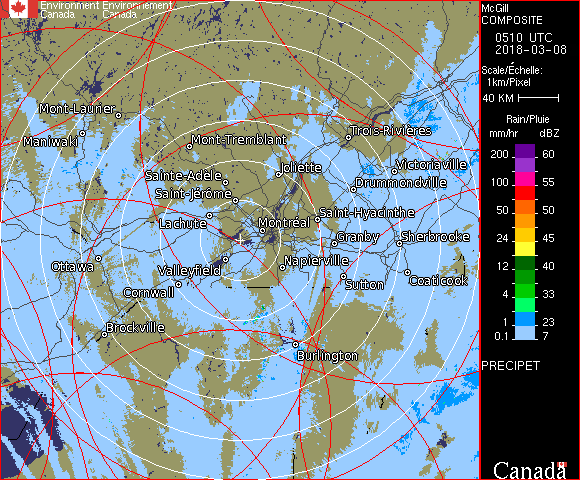 Environment Environnement
Canada Canada
McGill
COMPOSITE
0510 UTC
2018-03-08
Scale/Échelle:
1km/Pixel
40 KM
Rain/Pluie
mm/hr dBZ
200 60
100 55
50 50
24 45
12 40
4 33
1 23
0.1 7
PRECIPET
Canada
Mont-Laurier
Maniwaki
Mont-Tremblant
Trois-Rivières
Sainte-Adèle
Joliette
Victoriaville
Saint-Jérôme
Drummondville
Lachute
Montréal
Saint-Hyacinthe
Granby
Sherbrooke
Ottawa
Valleyfield
Napierville
Cornwall
Sutton
Coaticook
Brockville
Burlington